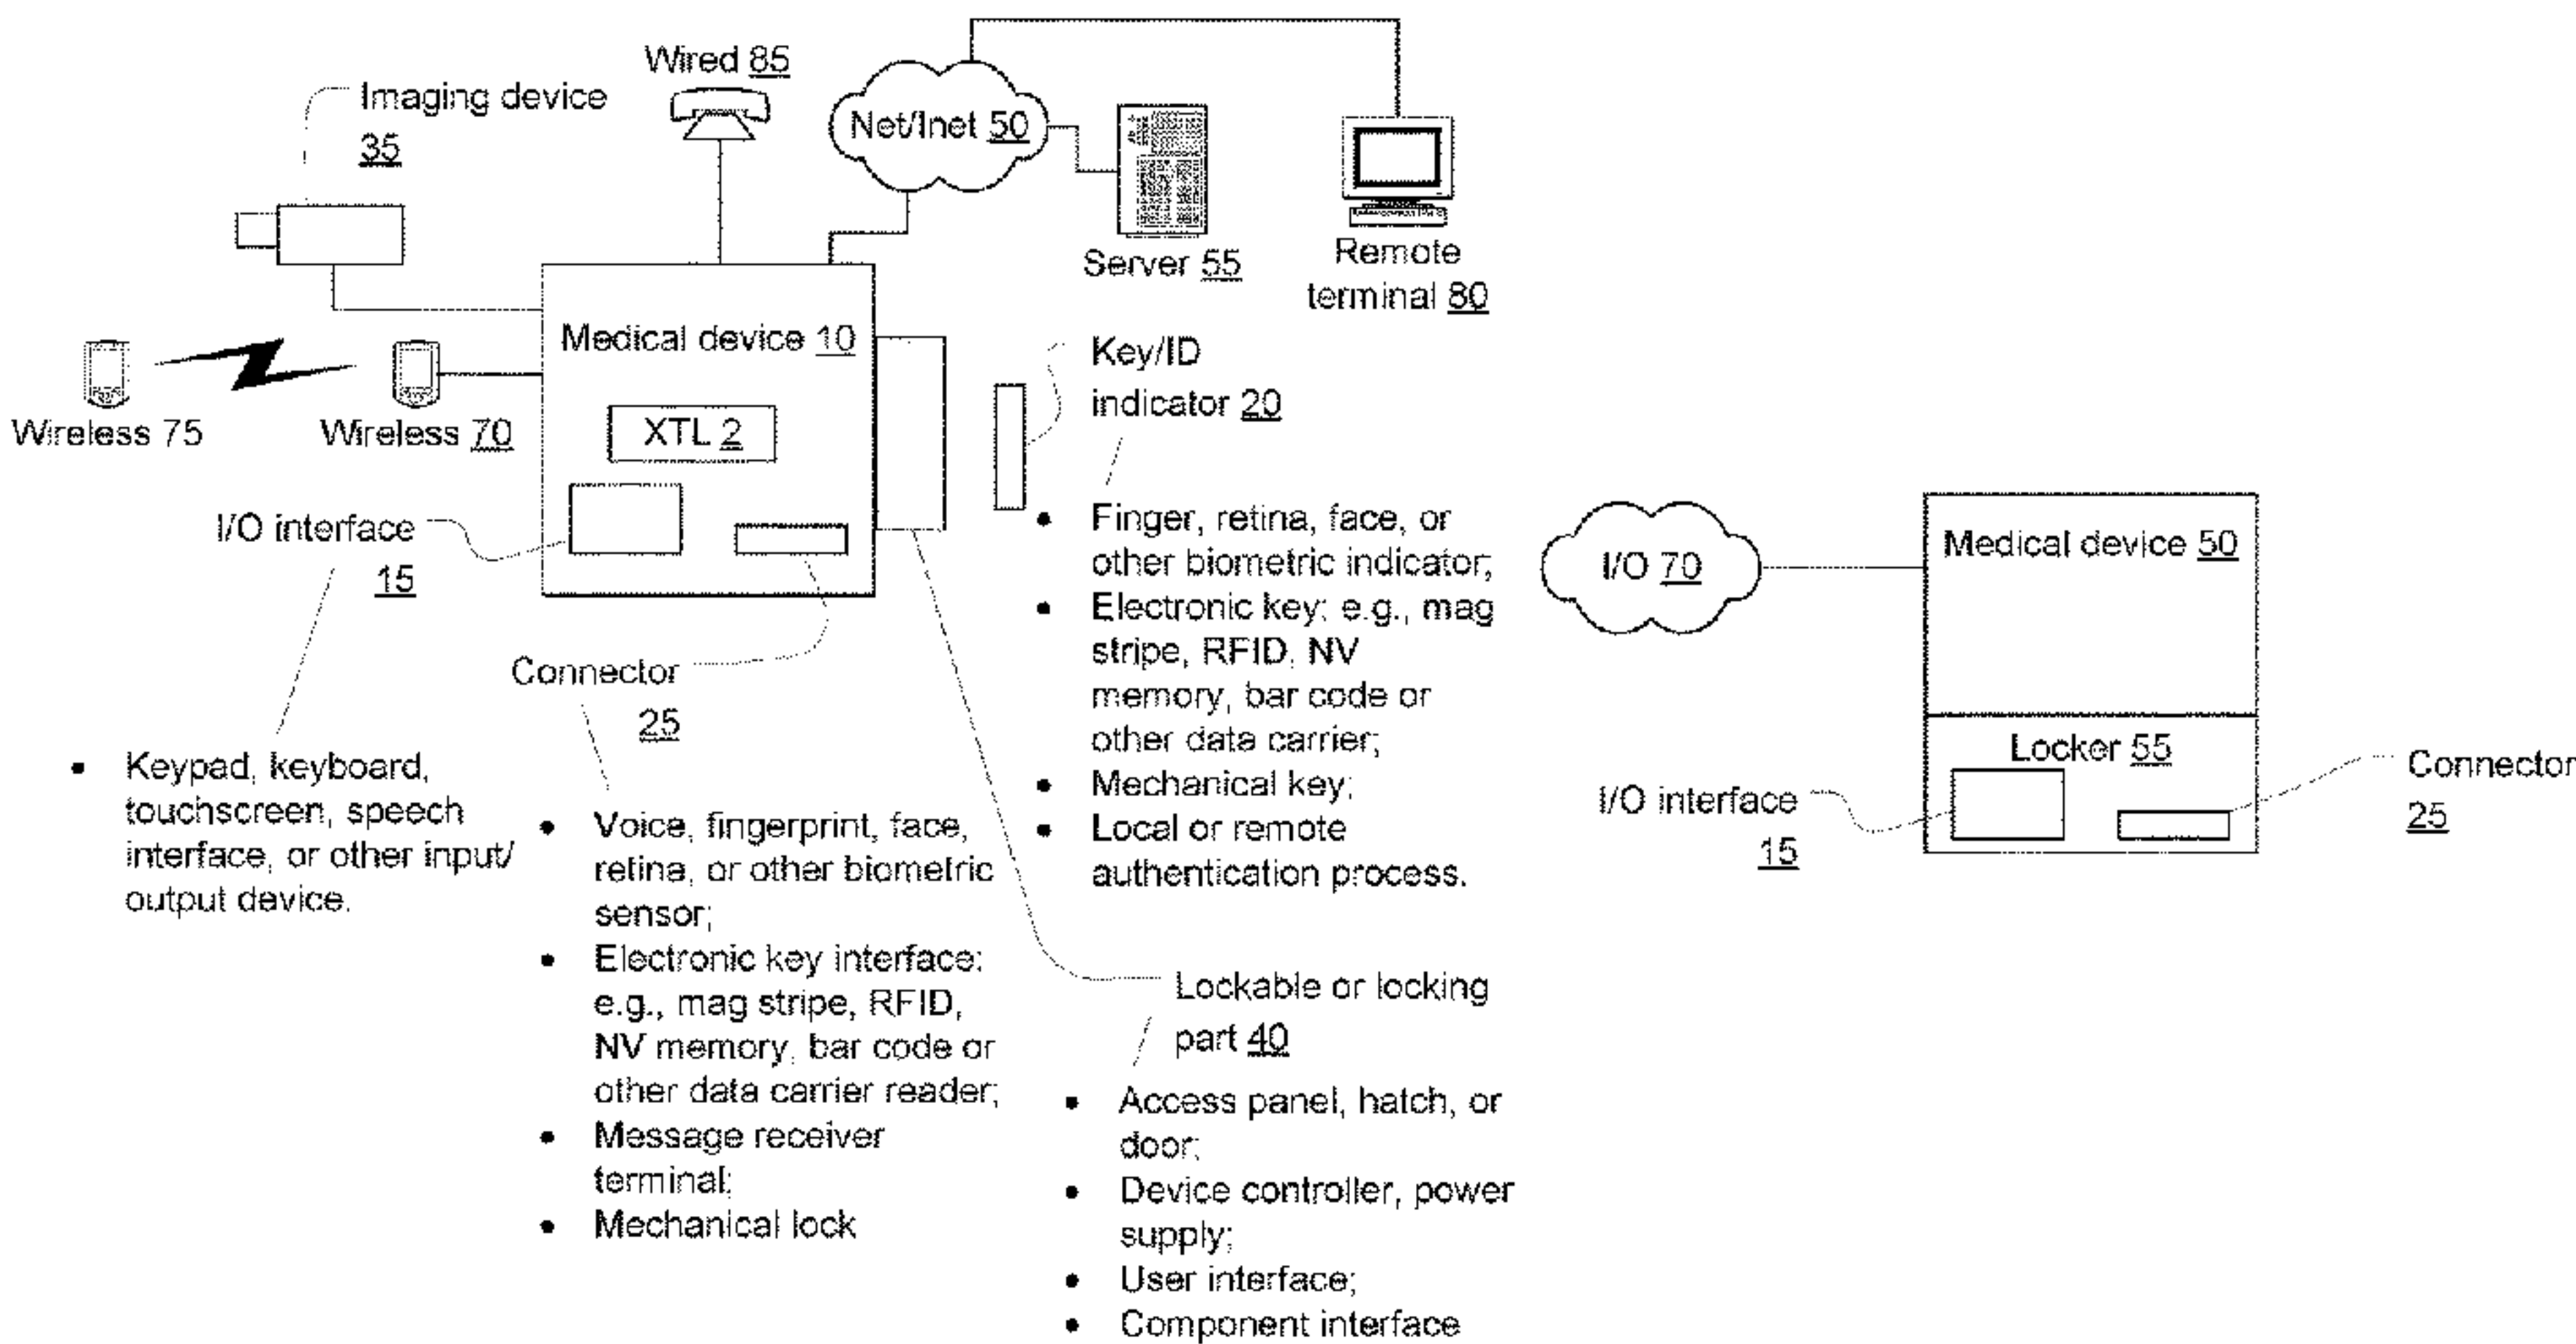 Wired 85
Imaging device
35
Net/Inet 50
Server 55
Remote
terminal 80
Medical device 10
XTL 2
Wireless 75
Wireless 70
Key/ID
indicator 20
I/O interface
15
Connector
25
• Keypad, keyboard,
touchscreen, speech
interface, or other input/
output device.
• Voice, fingerprint, face,
retina, or other biometric
sensor;
• Electronic key interface:
e.g., mag stripe, RFID,
NV memory, bar code or
other data carrier reader;
• Message receiver
terminal;
• Mechanical lock
• Finger, retina, face, or
other biometric indicator;
• Electronic key: e.g., mag
stripe, RFID, NV
memory, bar code or
other data carrier;
• Mechanical key;
• Local or remote
authentication process.
Lockable or locking
part 40
• Access panel, hatch, or
door;
• Device controller, power
supply;
• User interface;
• Component interface
I/O 70
Medical device 50
Locker 55
I/O interface
15
Connector
25